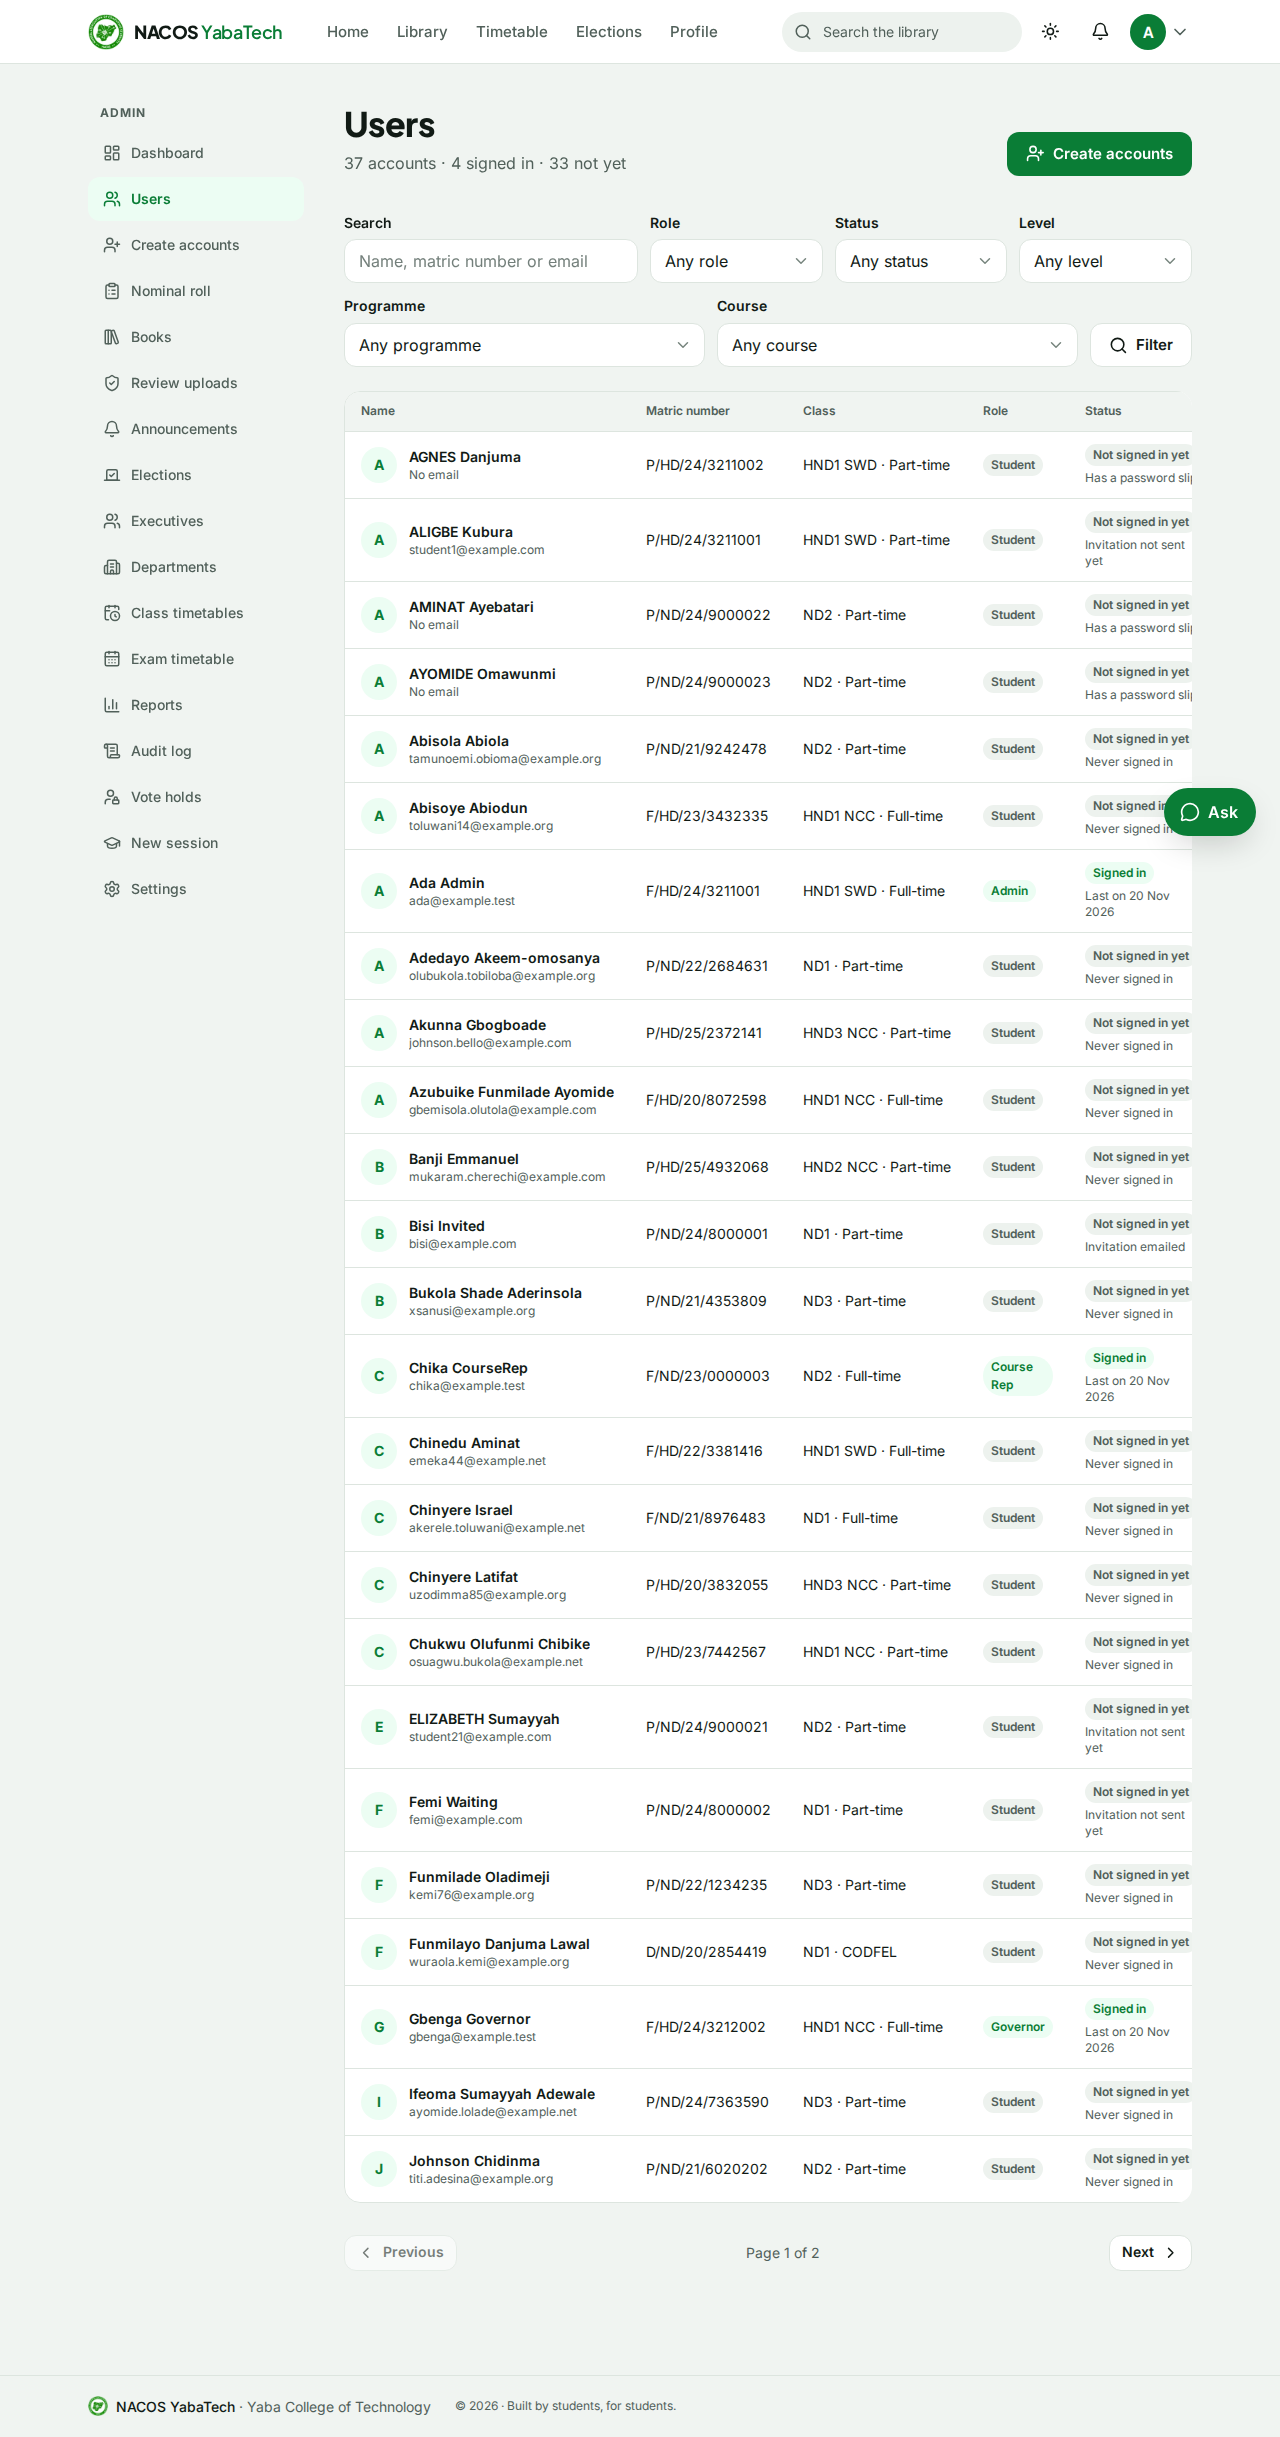 NACOS YabaTech
Home
Library
Timetable
Elections
Profile
Search the library
A
ADMIN
Dashboard
Users
Create accounts
Nominal roll
Books
Review uploads
Announcements
Elections
Executives
Departments
Class timetables
Exam timetable
Reports
Audit log
Vote holds
New session
Settings
Users
37 accounts · 4 signed in · 33 not yet
Create accounts
Search
Role
Status
Level
Name, matric number or email
Any role
Any status
Any level
Programme
Course
Any programme
Any course
Filter
Name Matric number Class Role Status
A AGNES Danjuma P/HD/24/3211002 HND1 SWD · Part-time Student Not signed in yet
No email Has a password slip
A ALIGBE Kubura P/HD/24/3211001 HND1 SWD · Part-time Student Not signed in yet
student1@example.com Invitation not sent
yet
A AMINAT Ayebatari P/ND/24/9000022 ND2 · Part-time Student Not signed in yet
No email Has a password slip
A AYOMIDE Omawunmi P/ND/24/9000023 ND2 · Part-time Student Not signed in yet
No email Has a password slip
A Abisola Abiola P/ND/21/9242478 ND2 · Part-time Student Not signed in yet
tamunoemi.obioma@example.org Never signed in
A Abisoye Abiodun F/HD/23/3432335 HND1 NCC · Full-time Student Not signed in
toluwani14@example.org Never signed in
Ask
A Ada Admin F/HD/24/3211001 HND1 SWD · Full-time Admin Signed in
ada@example.test Last on 20 Nov
2026
A Adedayo Akeem-omosanya P/ND/22/2684631 ND1 · Part-time Student Not signed in yet
olubukola.tobiloba@example.org Never signed in
A Akunna Gbogboade P/HD/25/2372141 HND3 NCC · Part-time Student Not signed in yet
johnson.bello@example.com Never signed in
A Azubuike Funmilade Ayomide F/HD/20/8072598 HND1 NCC · Full-time Student Not signed in yet
gbemisola.olutola@example.com Never signed in
B Banji Emmanuel P/HD/25/4932068 HND2 NCC · Part-time Student Not signed in yet
mukaram.cherechi@example.com Never signed in
B Bisi Invited P/ND/24/8000001 ND1 · Part-time Student Not signed in yet
bisi@example.com Invitation emailed
B Bukola Shade Aderinsola P/ND/21/4353809 ND3 · Part-time Student Not signed in yet
xsanusi@example.org Never signed in
C Chika CourseRep F/ND/23/0000003 ND2 · Full-time Course Rep Signed in
chika@example.test Last on 20 Nov
2026
C Chinedu Aminat F/HD/22/3381416 HND1 SWD · Full-time Student Not signed in yet
emeka44@example.net Never signed in
C Chinyere Israel F/ND/21/8976483 ND1 · Full-time Student Not signed in yet
akerele.toluwani@example.net Never signed in
C Chinyere Latifat P/HD/20/3832055 HND3 NCC · Part-time Student Not signed in yet
uzodimma85@example.org Never signed in
C Chukwu Olufunmi Chibike P/HD/23/7442567 HND1 NCC · Part-time Student Not signed in yet
osuagwu.bukola@example.net Never signed in
E ELIZABETH Sumayyah P/ND/24/9000021 ND2 · Part-time Student Not signed in yet
student21@example.com Invitation not sent
yet
F Femi Waiting P/ND/24/8000002 ND1 · Part-time Student Not signed in yet
femi@example.com Invitation not sent
yet
F Funmilade Oladimeji P/ND/22/1234235 ND3 · Part-time Student Not signed in yet
kemi76@example.org Never signed in
F Funmilayo Danjuma Lawal D/ND/20/2854419 ND1 · CODFEL Student Not signed in yet
wuraola.kemi@example.org Never signed in
G Gbenga Governor F/HD/24/3212002 HND1 NCC · Full-time Governor Signed in
gbenga@example.test Last on 20 Nov
2026
I Ifeoma Sumayyah Adewale P/ND/24/7363590 ND3 · Part-time Student Not signed in yet
ayomide.lolade@example.net Never signed in
J Johnson Chidinma P/ND/21/6020202 ND2 · Part-time Student Not signed in yet
titi.adesina@example.org Never signed in
Previous
Page 1 of 2
Next
NACOS YabaTech · Yaba College of Technology
© 2026 · Built by students, for students.